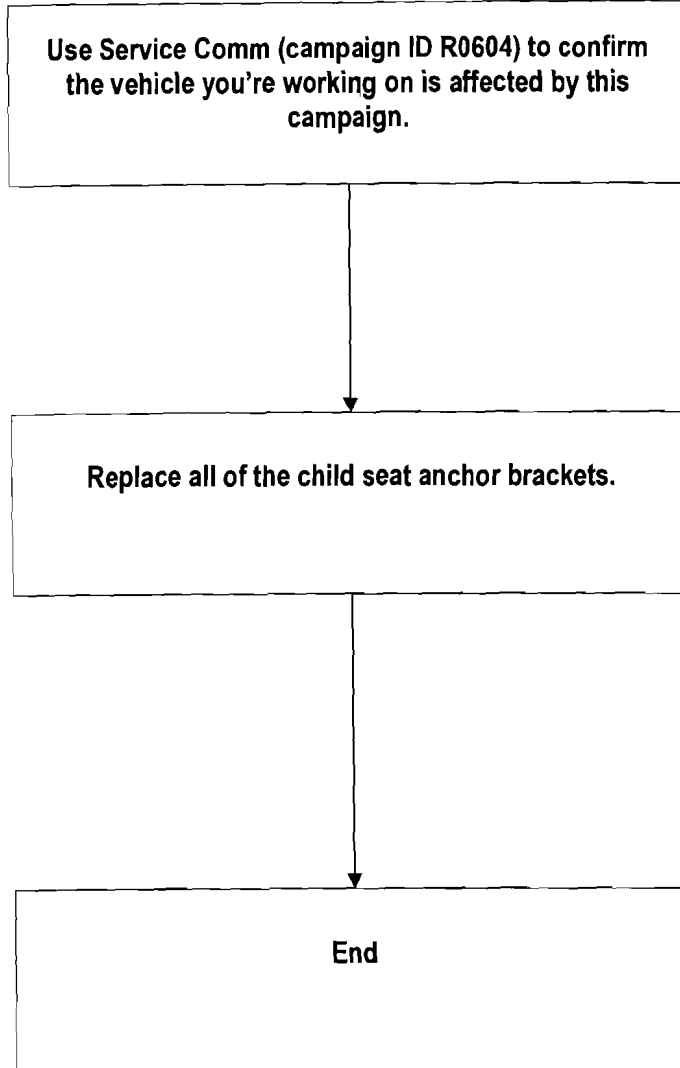 Use Service Comm (campaign ID R0604) to confirm
the vehicle you're working on is affected by this
campaign.
Replace all of the child seat anchor brackets.
End